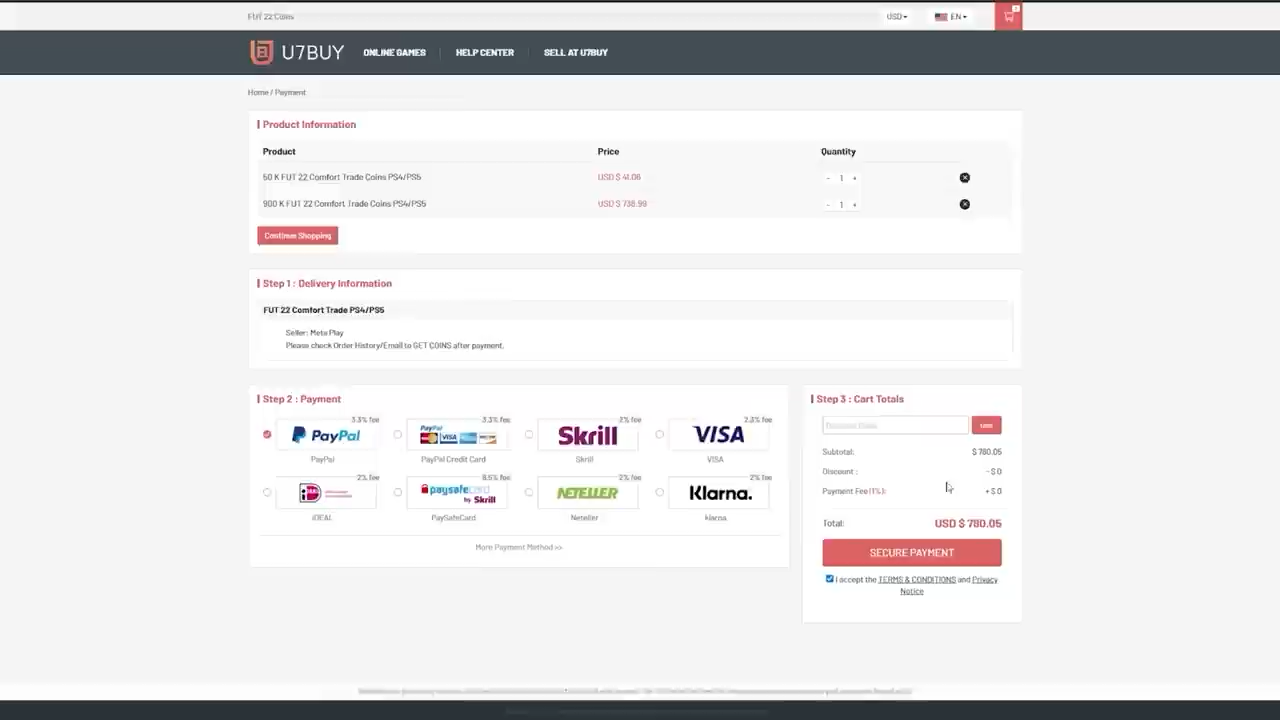 FUT 22 Coins
USD EN 2
U7BUY ONLINE GAMES HELP CENTER SELL AT U7BUY
Home / Payment
Product Information
Product Price Quantity
50 K FUT 22 Comfort Trade Coins PS4/PS5 USD $ 41.06 - 1 +
900 K FUT 22 Comfort Trade Coins PS4/PS5 USD $ 738.99 - 1 +
Continue Shopping
Step 1 : Delivery Information
FUT 22 Comfort Trade PS4/PS5
Seller: Meta Play
Please check Order History/Email to GET COINS after payment.
Step 2 : Payment
3.3% fee 3.3% fee 2% fee 2.3% fee
PayPal PayPal VISA Skrill VISA
PayPal PayPal Credit Card Skrill VISA
2% fee 8.5% fee 2% fee 2% fee
iDEAL paysafecard by Skrill NETELLER Klarna.
iDEAL PaySafeCard Neteller klarna
More Payment Method >>
Step 3 : Cart Totals
Subtotal: $ 780.05
Discount : - $ 0
Payment Fee(1%): + $ 0
Total: USD $ 780.05
SECURE PAYMENT
I accept the TERMS & CONDITIONS and Privacy
Notice